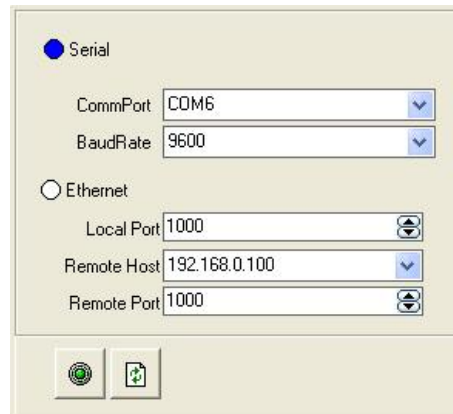 Serial
CommPort COM6
BaudRate 9600
Ethernet
Local Port 1000
Remote Host 192.168.0.100
Remote Port 1000